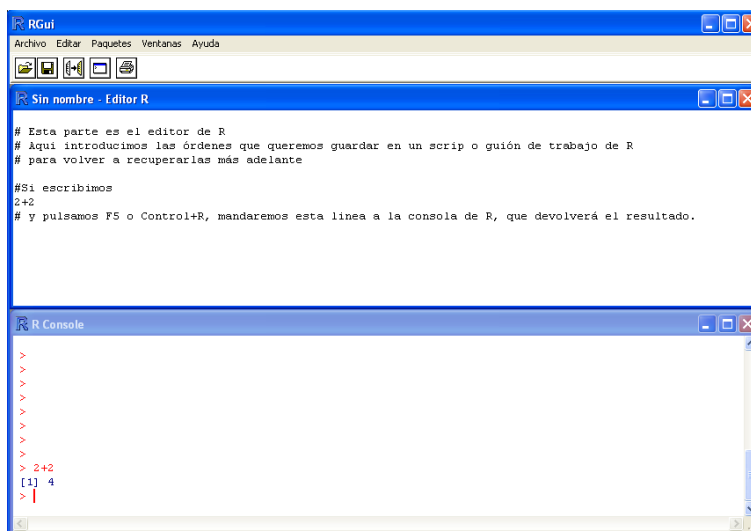 RGui
Archivo Editar Paquetes Ventanas Ayuda
Sin nombre - Editor R
# Esta parte es el editor de R
# Aquí introducimos las órdenes que queremos guardar en un scrip o guión de trabajo de R
# para volver a recuperarlas más adelante
#Si escribimos
2+2
# y pulsamos F5 o Control+R, mandaremos esta linea a la consola de R, que devolverá el resultado.
R Console
>
>
>
>
>
>
>
>
> 2+2
[1] 4
>